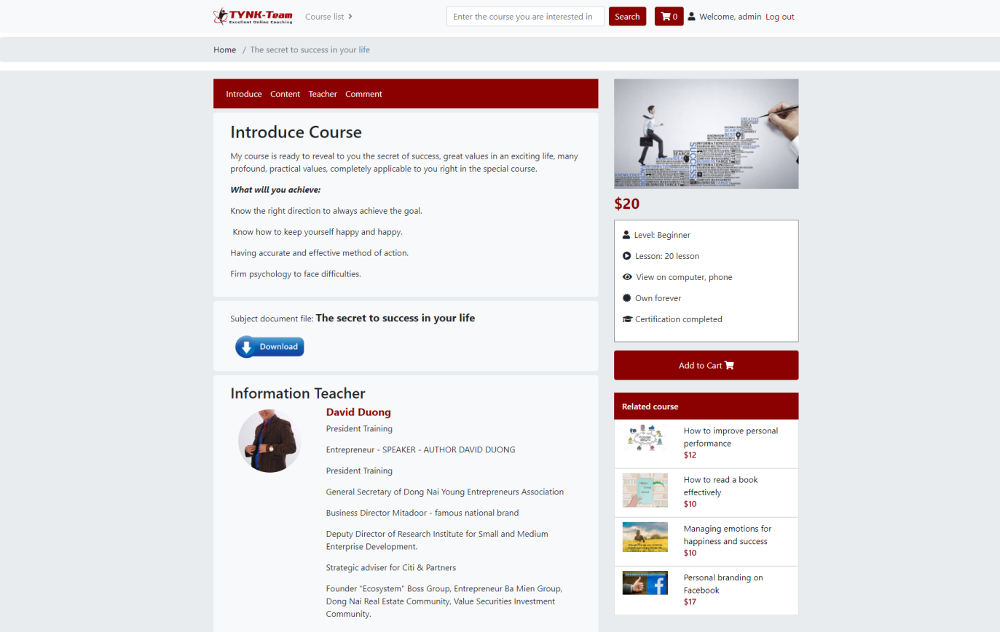 TYNK-Team
Excellent Online Coaching
Course list
Enter the course you are interested in
Search
0
Welcome, admin
Log out
Home / The secret to success in your life
Introduce
Content
Teacher
Comment
Introduce Course
My course is ready to reveal to you the secret of success, great values in an exciting life, many
profound, practical values, completely applicable to you right in the special course.
What will you achieve:
Know the right direction to always achieve the goal.
Know how to keep yourself happy and happy.
Having accurate and effective method of action.
Firm psychology to face difficulties.
Subject document file: The secret to success in your life
Download
Information Teacher
David Duong
President Training
Entrepreneur - SPEAKER - AUTHOR DAVID DUONG
President Training
General Secretary of Dong Nai Young Entrepreneurs Association
Business Director Mitadoor - famous national brand
Deputy Director of Research Institute for Small and Medium
Enterprise Development.
Strategic adviser for Citi & Partners
Founder "Ecosystem" Boss Group, Entrepreneur Ba Mien Group,
Dong Nai Real Estate Community, Value Securities Investment
Community.
CREATIVE
IDEA
SEARCH
BEST
SUCCESS
INFORMATION
BUSINESS TARGET
$20
Level: Beginner
Lesson: 20 lesson
View on computer, phone
Own forever
Certification completed
Add to Cart
Related course
How to improve personal
performance
$12
How to read a book
effectively
$10
Managing emotions for
happiness and success
$10
Personal branding on
Facebook
$17